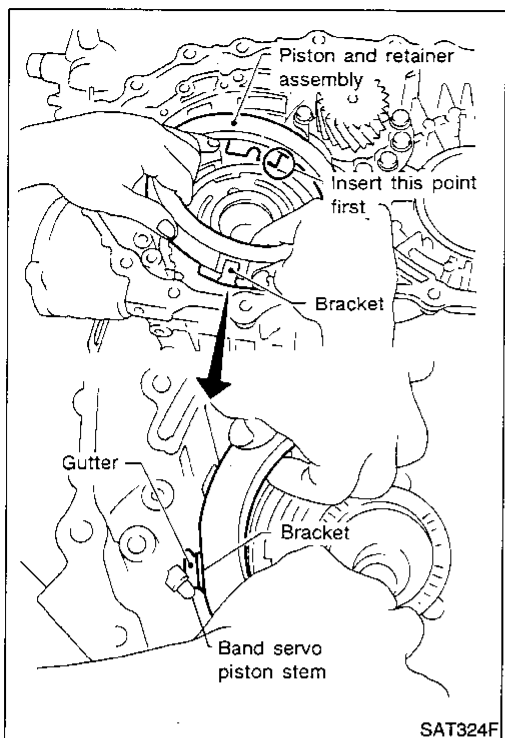 Piston and retainer
assembly
Insert this point
first
Bracket
Gutter
Bracket
Band servo
piston stem
SAT324F